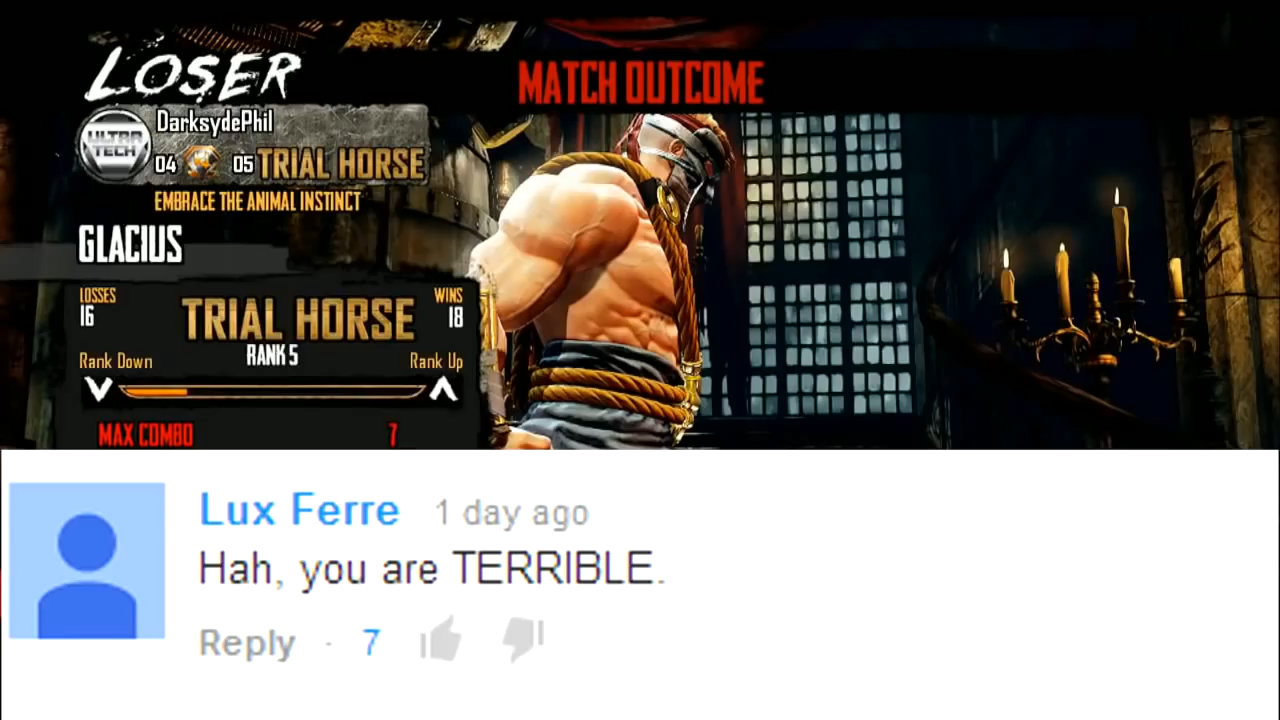 LOSER
MATCH OUTCOME
ULTRA
TECH
DarksydePhil
04 05 TRIAL HORSE
EMBRACE THE ANIMAL INSTINCT
GLACIUS
LOSSES WINS
16 TRIAL HORSE 18
RANK 5
Rank Down Rank Up
MAX COMBO 7
Lux Ferre 1 day ago
Hah, you are TERRIBLE.
Reply · 7